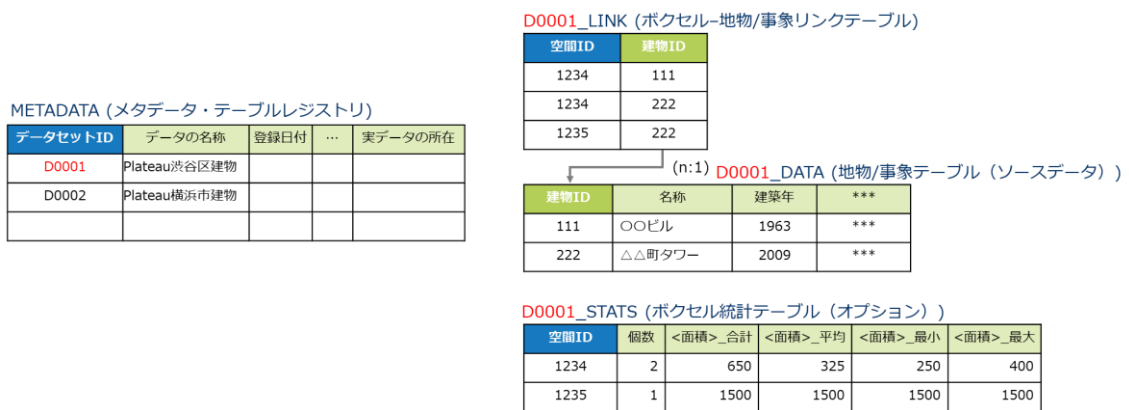 D0001_LINK (ボクセル–地物/事象リンクテーブル)
空間ID 建物ID
1234 111
1234 222
1235 222
(n:1)
METADATA (メタデータ・テーブルレジストリ)
データセットID データの名称 登録日付 … 実データの所在
D0001 Plateau渋谷区建物
D0002 Plateau横浜市建物
D0001_DATA (地物/事象テーブル（ソースデータ）)
建物ID 名称 建築年 ***
111 〇〇ビル 1963 ***
222 △△町タワー 2009 ***
D0001_STATS (ボクセル統計テーブル（オプション）)
空間ID 個数 <面積>_合計 <面積>_平均 <面積>_最小 <面積>_最大
1234 2 650 325 250 400
1235 1 1500 1500 1500 1500